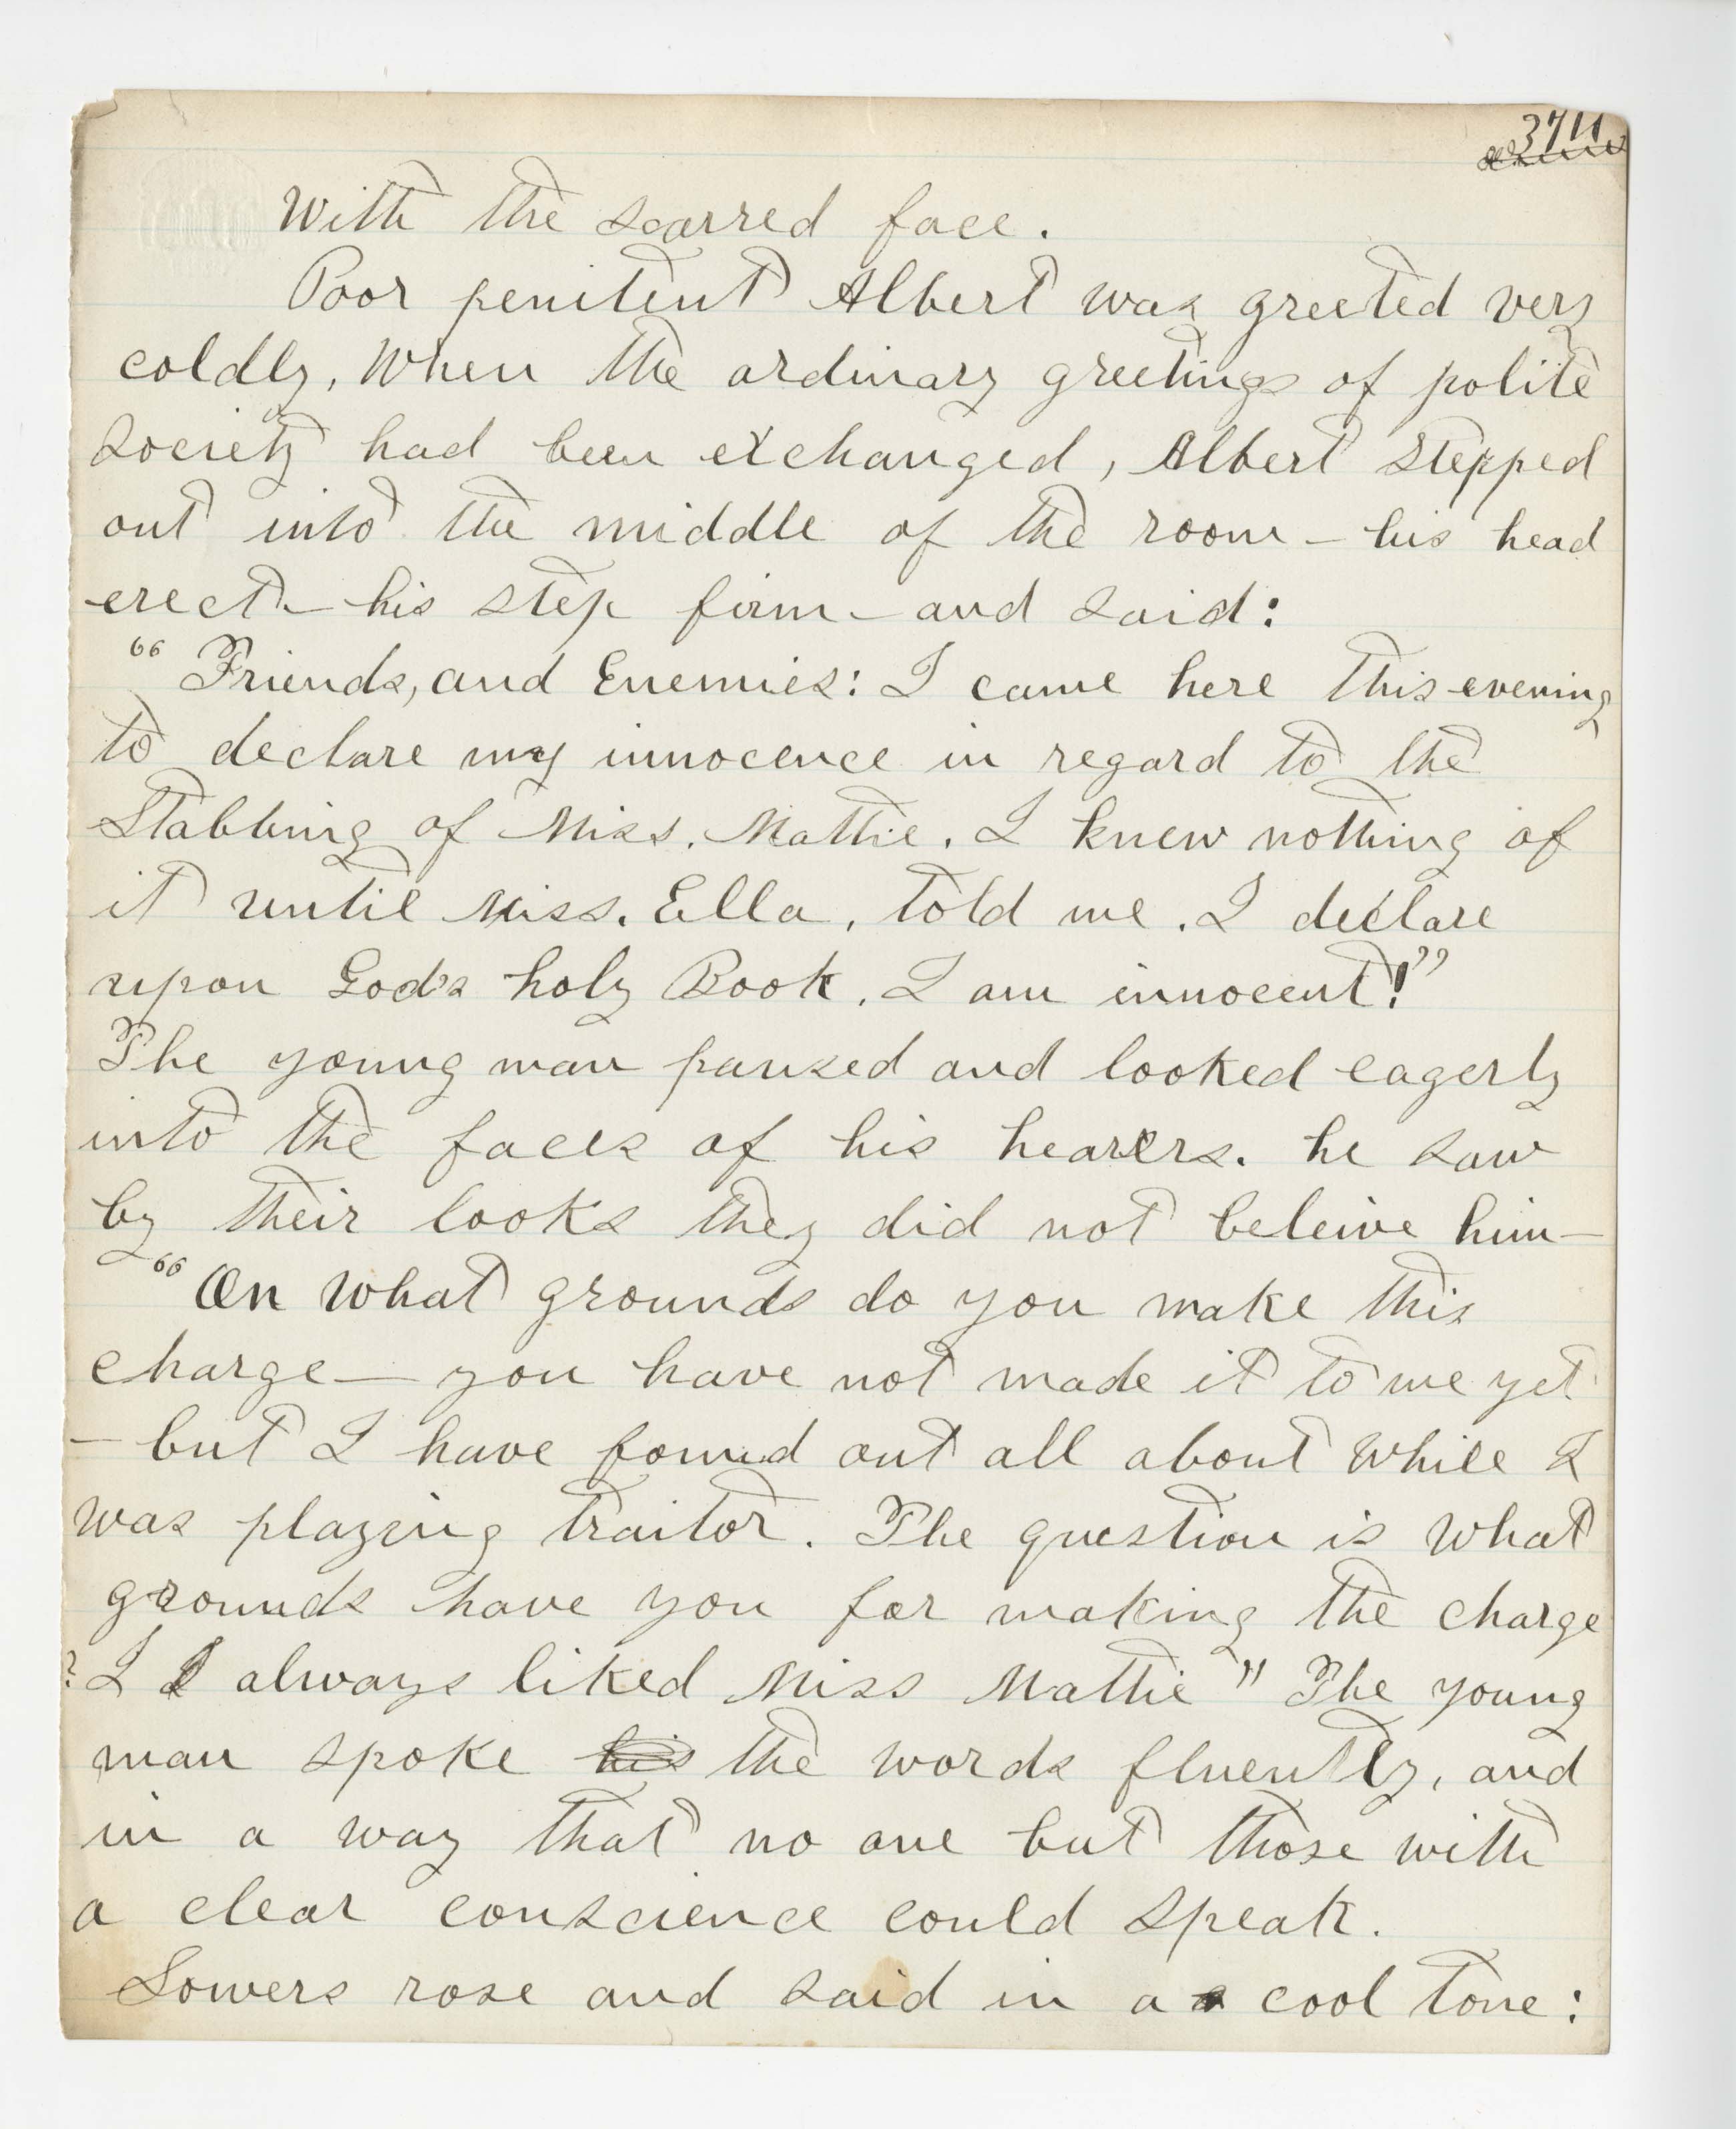 3711
With the scarred face.
Poor penitent Albert was greeted very
coldly, When the ordinary greetings of polite
society had been exchanged, Albert stepped
out into the middle of the room — his head
erect — his step firm — and said:
"Friends, and Enemies: I came here this evening
to declare my innocence in regard to the
Stabbing of Miss. Mattie. I knew nothing of
it until Miss. Ella, told me. I declare
upon God's holy Book, I am innocent!"
The young man paused and looked eagerly
into the faces of his hearers. he saw
by their looks they did not beleive him —
"On What grounds do you make this
charge — you have not made it to me yet
— but I have found out all about While I
was playing traitor. The question is What
grounds have you for making the charge
? I I always liked Miss Mattie" The young
man spoke his the words fluently, and
in a way that no one but those with
a clear conscience could speak.
Sowers rose and said in a cool tone: